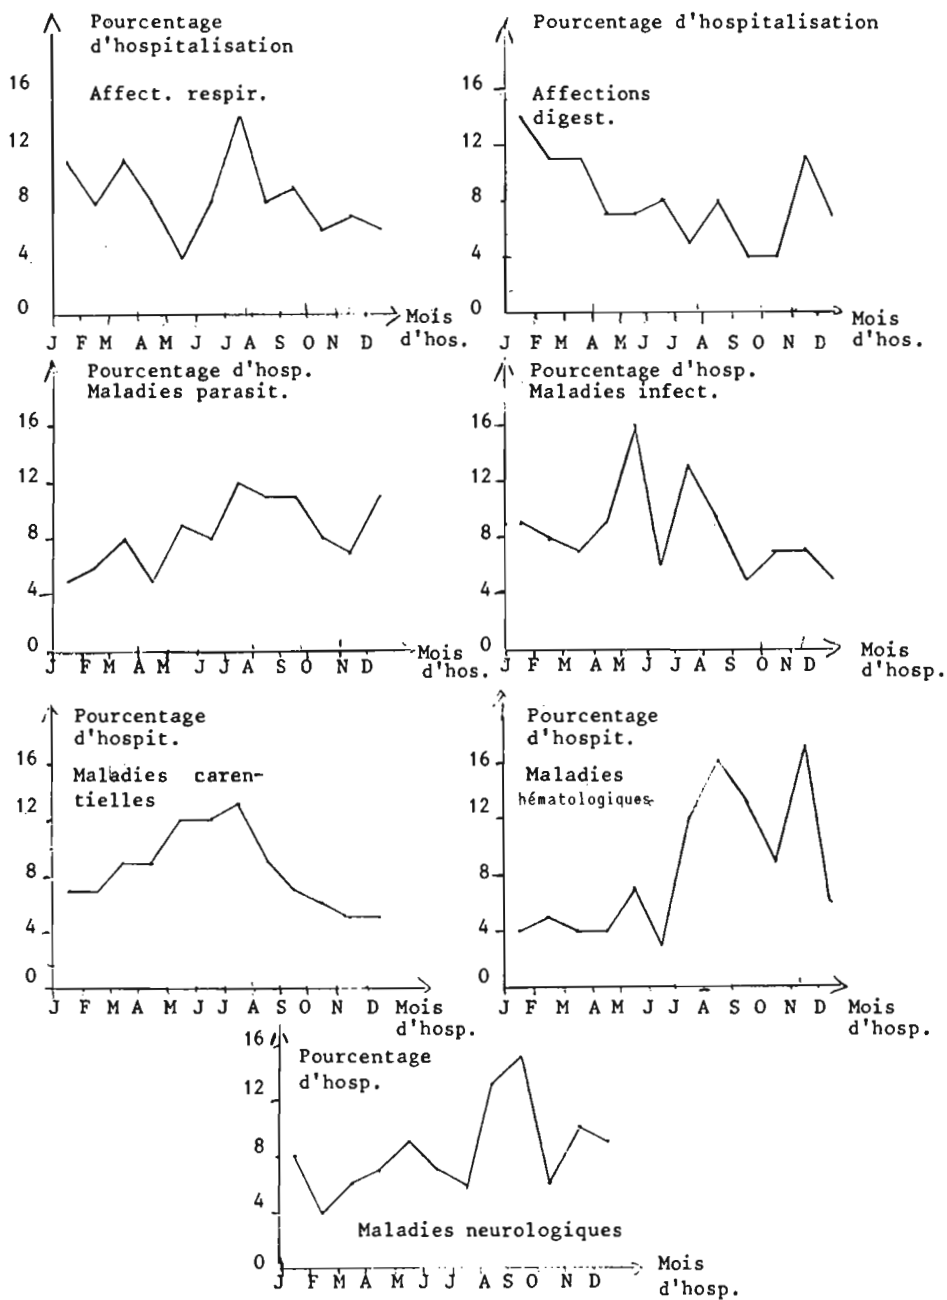 Pourcentage
d'hospitalisation
Affect. respir.
16
12
8
4
0
J F M A M J J A S O N D
Mois
d'hos.
Pourcentage d'hospitalisation
Affections
digest.
16
12
8
4
0
J F M A M J J A S O N D
Mois
d'hos.
Pourcentage d'hosp.
Maladies parasit.
16
12
8
4
0
J F M A M J J A S O N D
Mois
d'hos.
Pourcentage d'hosp.
Maladies infect.
16
12
8
4
0
J F M A M J J A S O N D
Mois
d'hosp.
Pourcentage
d'hospit.
Maladies caren-
tielles
16
12
8
4
0
J F M A M J J A S O N D
Mois
d'hosp.
Pourcentage
d'hospit.
Maladies
hématologiques
16
12
8
4
0
J F M A M J J A S O N D
Mois
d'hosp.
Pourcentage
d'hosp.
16
12
8
4
0
Maladies neurologiques
J F M A M J J A S O N D
Mois
d'hosp.